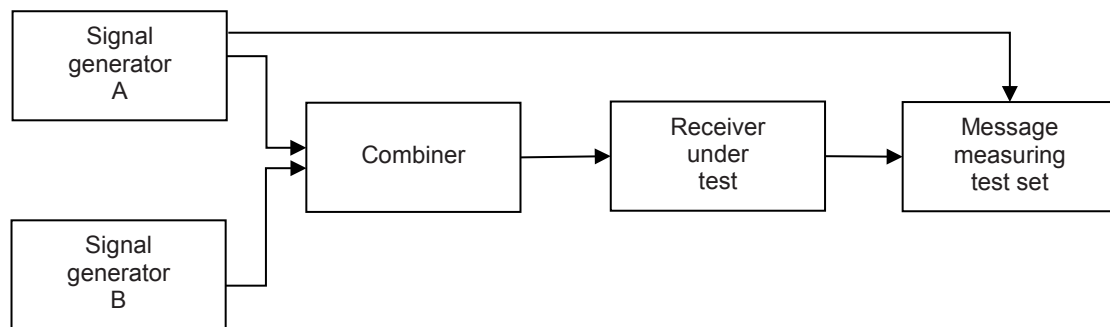 Signal
generator
A
Combiner
Receiver
under
test
Message
measuring
test set
Signal
generator
B